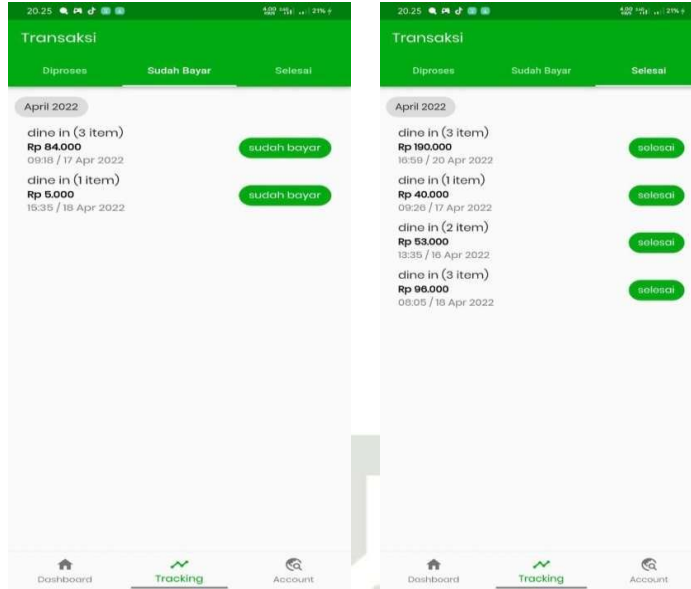 20.25
21%
Transaksi
Diproses Sudah Bayar Selesai
April 2022
dine in (3 item)
Rp 84.000
09:18 / 17 Apr 2022
sudah bayar
dine in (1 item)
Rp 5.000
15:35 / 18 Apr 2022
sudah bayar
Dashboard Tracking Account
20.25
21%
Transaksi
Diproses Sudah Bayar Selesai
April 2022
dine in (3 item)
Rp 190.000
16:59 / 20 Apr 2022
selesai
dine in (1 item)
Rp 40.000
09:26 / 17 Apr 2022
selesai
dine in (2 item)
Rp 53.000
13:35 / 16 Apr 2022
selesai
dine in (3 item)
Rp 96.000
08:05 / 18 Apr 2022
selesai
Dashboard Tracking Account